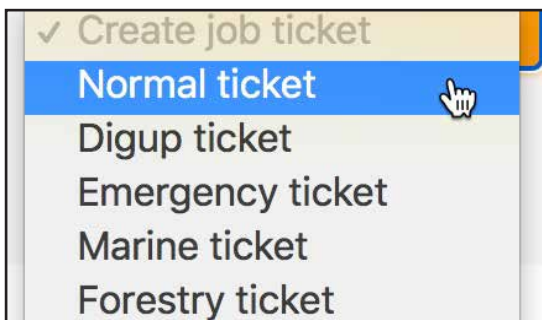 ✓ Create job ticket
Normal ticket
Digup ticket
Emergency ticket
Marine ticket
Forestry ticket